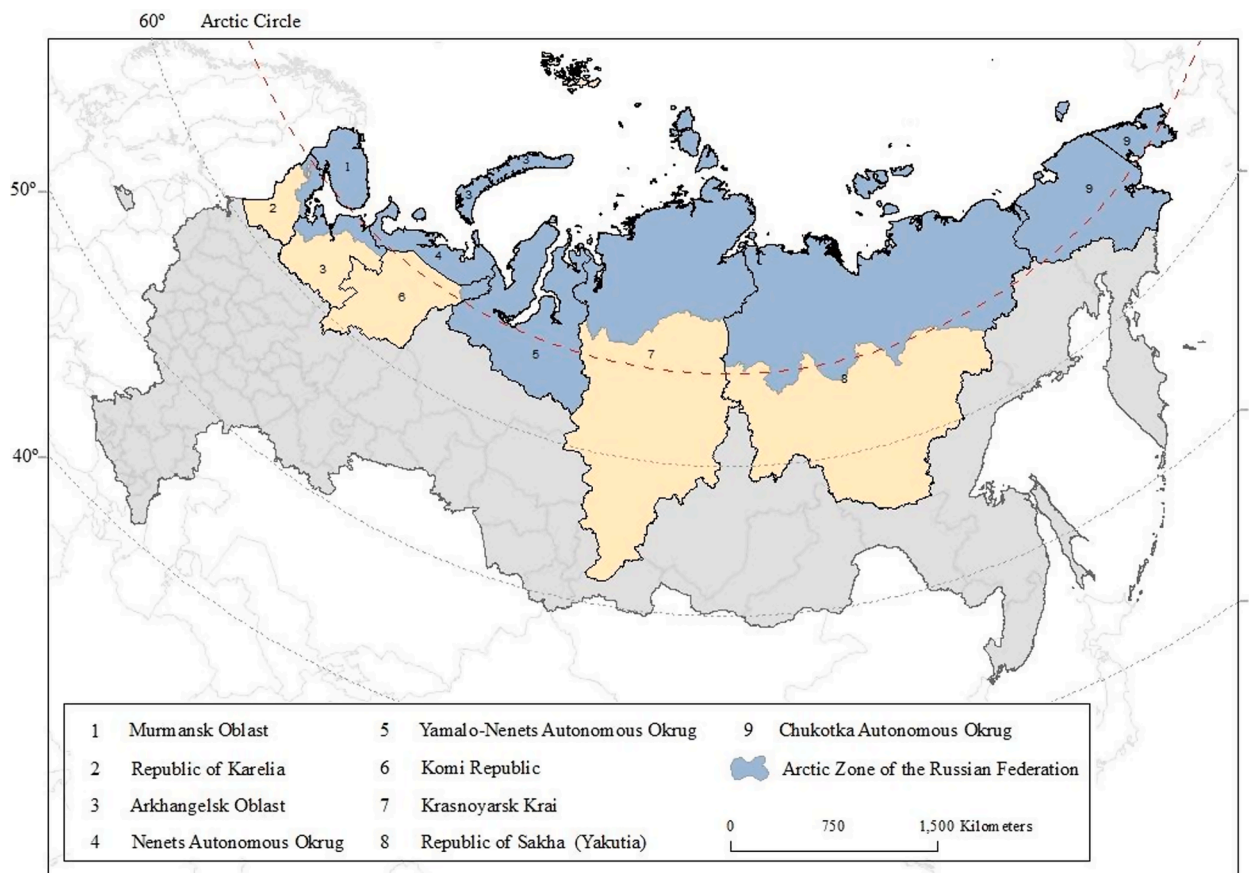 60º Arctic Circle
50º
40º
1
2
3
3
3
4
5
6
7
8
9
9
1 Murmansk Oblast
2 Republic of Karelia
3 Arkhangelsk Oblast
4 Nenets Autonomous Okrug
5 Yamalo-Nenets Autonomous Okrug
6 Komi Republic
7 Krasnoyarsk Krai
8 Republic of Sakha (Yakutia)
9 Chukotka Autonomous Okrug
Arctic Zone of the Russian Federation
0 750 1,500 Kilometers